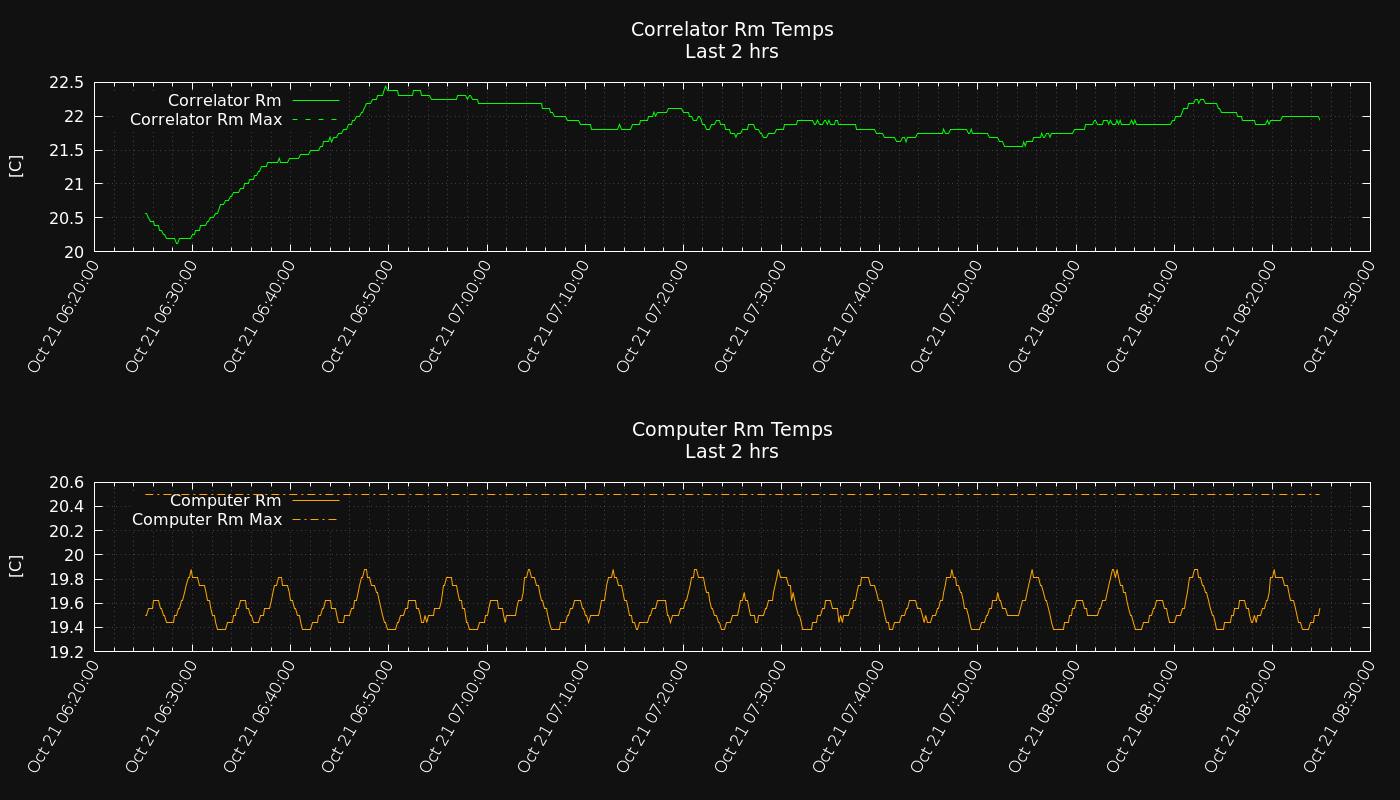 Correlator Rm Temps
Last 2 hrs
22.5
22
21.5
21
20.5
20
[C]
Correlator Rm
Correlator Rm Max
Oct 21 06:20:00
Oct 21 06:30:00
Oct 21 06:40:00
Oct 21 06:50:00
Oct 21 07:00:00
Oct 21 07:10:00
Oct 21 07:20:00
Oct 21 07:30:00
Oct 21 07:40:00
Oct 21 07:50:00
Oct 21 08:00:00
Oct 21 08:10:00
Oct 21 08:20:00
Oct 21 08:30:00
Computer Rm Temps
Last 2 hrs
20.6
20.4
20.2
20
19.8
19.6
19.4
19.2
[C]
Computer Rm
Computer Rm Max
Oct 21 06:20:00
Oct 21 06:30:00
Oct 21 06:40:00
Oct 21 06:50:00
Oct 21 07:00:00
Oct 21 07:10:00
Oct 21 07:20:00
Oct 21 07:30:00
Oct 21 07:40:00
Oct 21 07:50:00
Oct 21 08:00:00
Oct 21 08:10:00
Oct 21 08:20:00
Oct 21 08:30:00